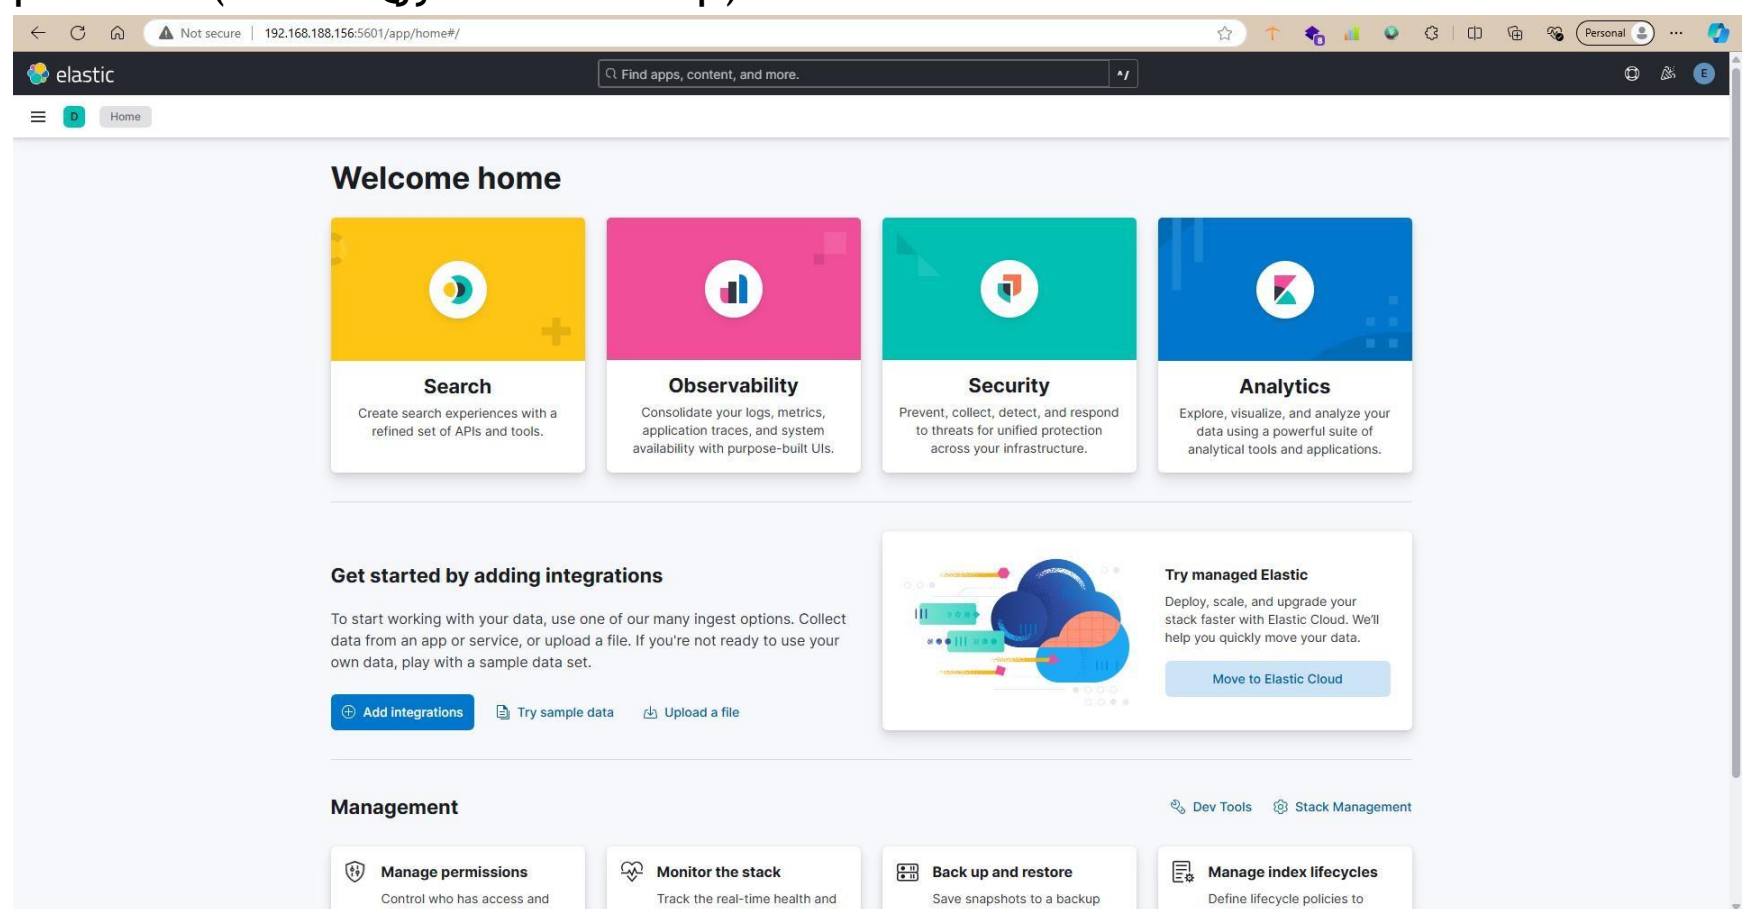 Not secure 192.168.188.156:5601/app/home#/
Personal
elastic
Find apps, content, and more.
^/
E
D
Home
Welcome home
Search
Create search experiences with a
refined set of APIs and tools.
Observability
Consolidate your logs, metrics,
application traces, and system
availability with purpose-built UIs.
Security
Prevent, collect, detect, and respond
to threats for unified protection
across your infrastructure.
Analytics
Explore, visualize, and analyze your
data using a powerful suite of
analytical tools and applications.
Get started by adding integrations
To start working with your data, use one of our many ingest options. Collect
data from an app or service, or upload a file. If you're not ready to use your
own data, play with a sample data set.
Add integrations
Try sample data
Upload a file
Try managed Elastic
Deploy, scale, and upgrade your
stack faster with Elastic Cloud. We'll
help you quickly move your data.
Move to Elastic Cloud
Management
Dev Tools
Stack Management
Manage permissions
Control who has access and
Monitor the stack
Track the real-time health and
Back up and restore
Save snapshots to a backup
Manage index lifecycles
Define lifecycle policies to